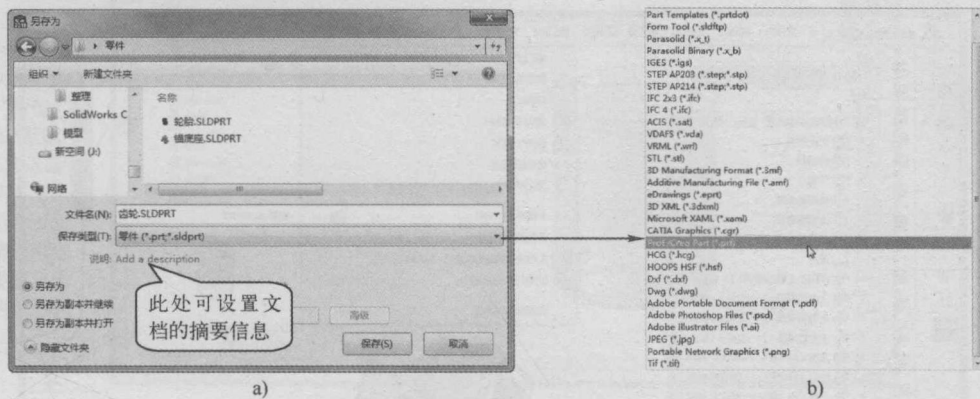 另存为
零件
组织
新建文件夹
整理
SolidWorks C
模型
新空间 (J:)
网络
名称
轮胎.SLDPRT
锚底座.SLDPRT
文件名(N): 齿轮.SLDPRT
保存类型(T): 零件 (*.prt;*.sldprt)
说明: Add a description
另存为
另存为副本并继续
另存为副本并打开
隐藏文件夹
此处可设置文
档的摘要信息
高级
保存(S)
取消
a)
Part Templates (*.prtdot)
Form Tool (*.sldftp)
Parasolid (*.x_t)
Parasolid Binary (*.x_b)
IGES (*.igs)
STEP AP203 (*.step;*.stp)
STEP AP214 (*.step;*.stp)
IFC 2x3 (*.ifc)
IFC 4 (*.ifc)
ACIS (*.sat)
VDAFS (*.vda)
VRML (*.wrl)
STL (*.stl)
3D Manufacturing Format (*.3mf)
Additive Manufacturing File (*.amf)
eDrawings (*.eprt)
3D XML (*.3dxml)
Microsoft XAML (*.xaml)
CATIA Graphics (*.cgr)
ProE/Creo Part (*.prt)
HCG (*.hcg)
HOOPS HSF (*.hsf)
Dxf (*.dxf)
Dwg (*.dwg)
Adobe Portable Document Format (*.pdf)
Adobe Photoshop Files (*.psd)
Adobe Illustrator Files (*.ai)
JPEG (*.jpg)
Portable Network Graphics (*.png)
Tif (*.tif)
b)